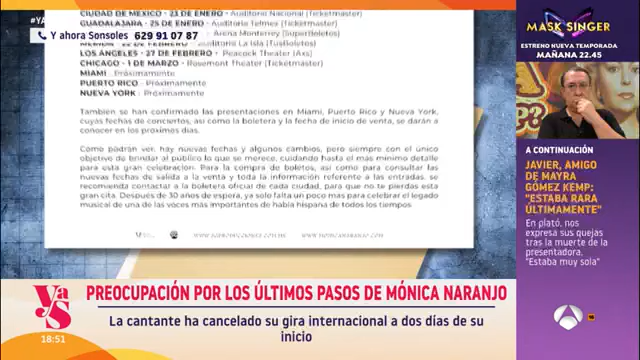 CIUDAD DE MÉXICO - 23 DE ENERO - Auditorio Nacional (Ticketmaster)
GUADALAJARA - 25 DE ENERO - Auditorio Telmex (Ticketmaster)
Arena Monterrey (SuperBoletos)
MÉRIDA 22 DE FEBRERO Auditorio La Isla (TusBoletos)
LOS ÁNGELES - 27 DE FEBRERO - Peacock Theater (Axs)
CHICAGO - 1 DE MARZO - Rosemont Theater (Ticketmaster)
MIAMI - Próximamente
PUERTO RICO - Próximamente
NUEVA YORK - Próximamente
También se han confirmado las presentaciones en Miami, Puerto Rico y Nueva York,
cuyas fechas de conciertos, así como la boletera y la fecha de inicio de venta, se darán a
conocer en los próximos días.
Como podrán ver, hay nuevas fechas y algunos cambios, pero siempre con el único
objetivo de brindar al público lo que se merece, cuidando hasta el más mínimo detalle
para esta gran celebración. Para la compra de boletos, así como para consultar las
nuevas fechas de salida a la venta y toda la información referente a las entradas, se
recomienda contactar a la boletera oficial de cada ciudad, para que no te pierdas esta
gran cita. Después de 30 años de espera, ya solo falta un poco más para celebrar el legado
musical de una de las voces más importantes de habla hispana de todos los tiempos
#YA
Y ahora Sonsoles 629 91 07 87
MASK SINGER
ESTRENO NUEVA TEMPORADA
MAÑANA 22.45
A CONTINUACIÓN
JAVIER, AMIGO
DE MAYRA
GÓMEZ KEMP:
"ESTABA RARA
ÚLTIMAMENTE"
En plató, nos
expresa sus quejas
tras la muerte de la
presentadora,
"Estaba muy sola"
YaS
18:51
PREOCUPACIÓN POR LOS ÚLTIMOS PASOS DE MÓNICA NARANJO
La cantante ha cancelado su gira internacional a dos días de su
inicio